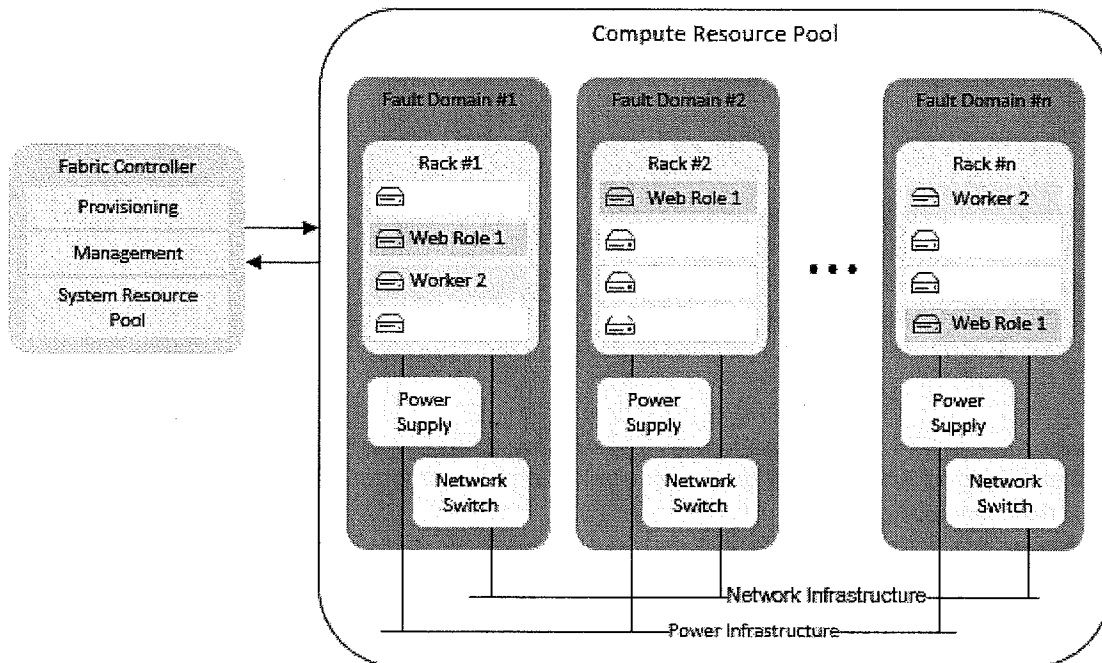 Compute Resource Pool
Fault Domain #1
Fault Domain #2
Fault Domain #n
Fabric Controller
Provisioning
Management
System Resource
Pool
Rack #1
Web Role 1
Worker 2
Rack #2
Web Role 1
Rack #n
Worker 2
Web Role 1
...
Power
Supply
Network
Switch
Power
Supply
Network
Switch
Power
Supply
Network
Switch
Network Infrastructure
Power Infrastructure